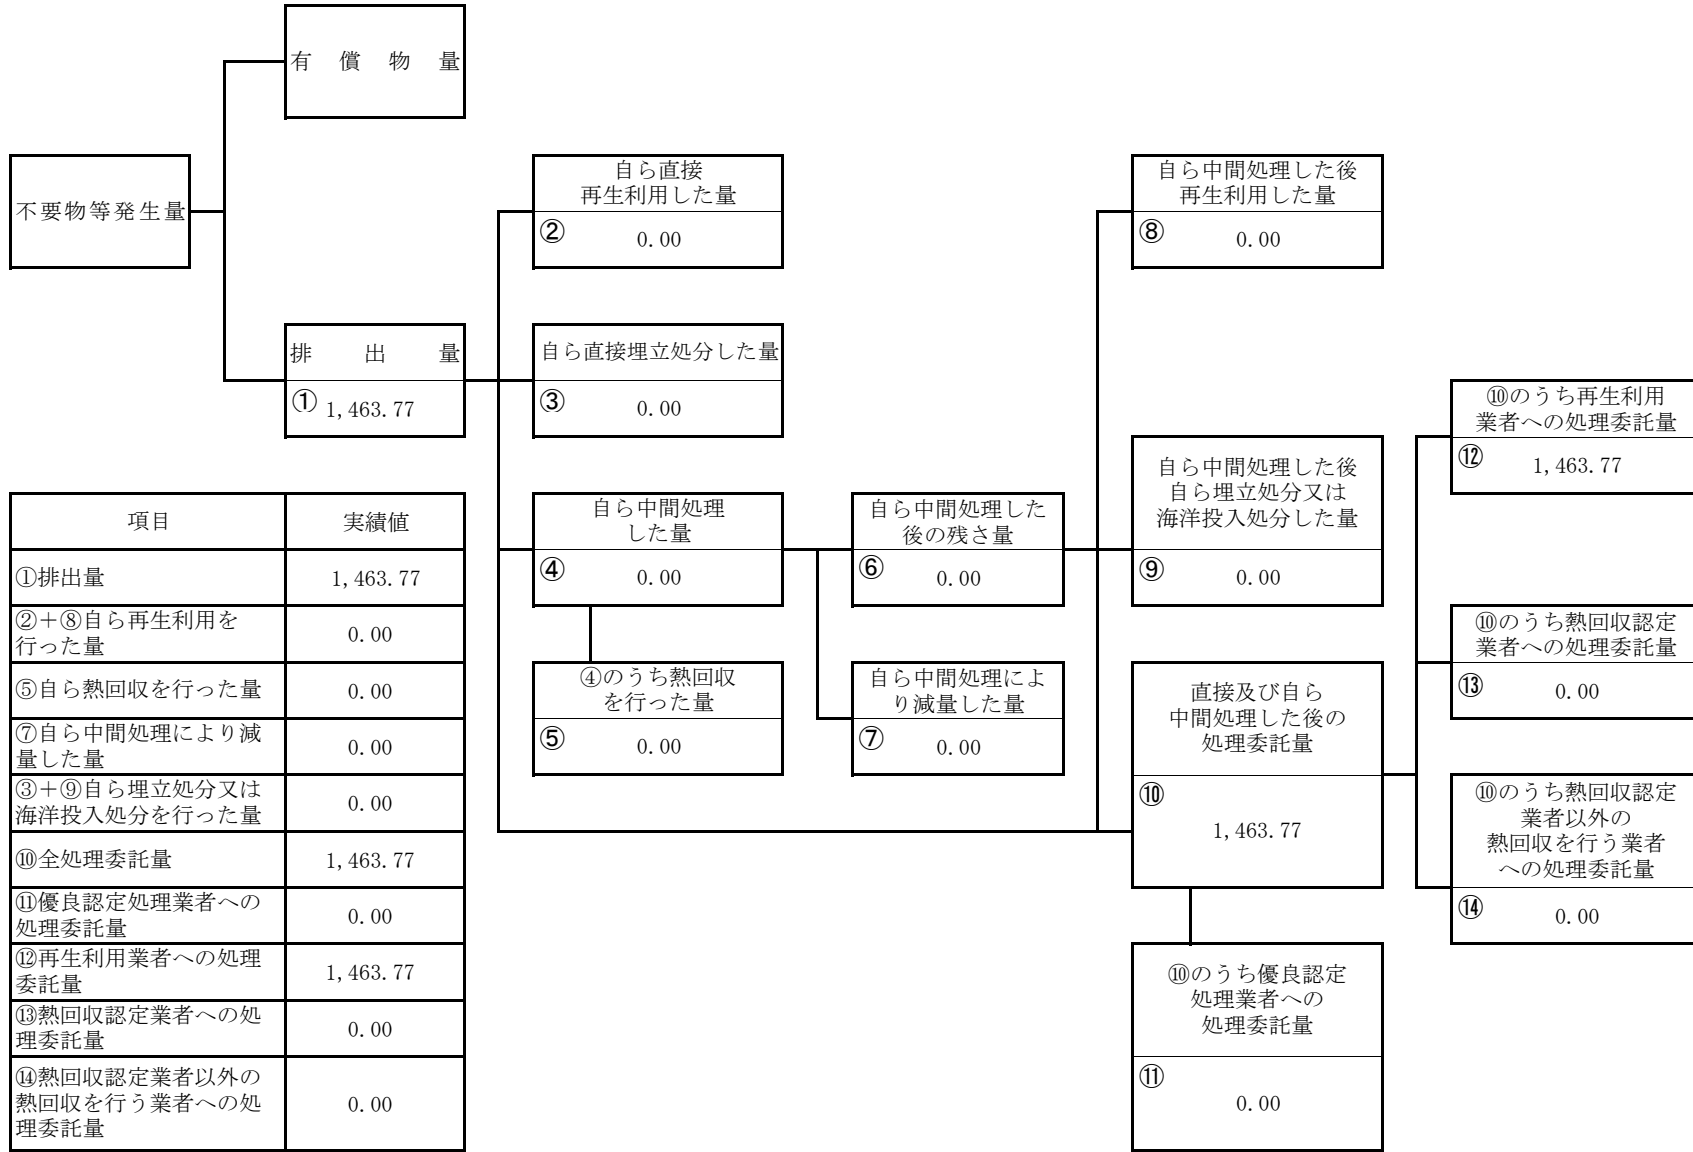 有償物量
不要物等発生量
自ら直接
再生利用した量
② 0.00
自ら中間処理した後
再生利用した量
⑧ 0.00
排出量
① 1,463.77
自ら直接埋立処分した量
③ 0.00
⑩のうち再生利用
業者への処理委託量
⑫ 1,463.77
自ら中間処理した後
自ら埋立処分又は
海洋投入処分した量
⑨ 0.00
自ら中間処理
した量
④ 0.00
自ら中間処理した
後の残さ量
⑥ 0.00
⑩のうち熱回収認定
業者への処理委託量
⑬ 0.00
④のうち熱回収
を行った量
⑤ 0.00
自ら中間処理によ
り減量した量
⑦ 0.00
直接及び自ら
中間処理した後の
処理委託量
⑩
1,463.77
⑩のうち熱回収認定
業者以外の
熱回収を行う業者
への処理委託量
⑭ 0.00
⑩のうち優良認定
処理業者への
処理委託量
⑪
0.00
項目 実績値
①排出量 1,463.77
②＋⑧自ら再生利用を
行った量 0.00
⑤自ら熱回収を行った量 0.00
⑦自ら中間処理により減
量した量 0.00
③＋⑨自ら埋立処分又は
海洋投入処分を行った量 0.00
⑩全処理委託量 1,463.77
⑪優良認定処理業者への
処理委託量 0.00
⑫再生利用業者への処理
委託量 1,463.77
⑬熱回収認定業者への処
理委託量 0.00
⑭熱回収認定業者以外の
熱回収を行う業者への処
理委託量 0.00